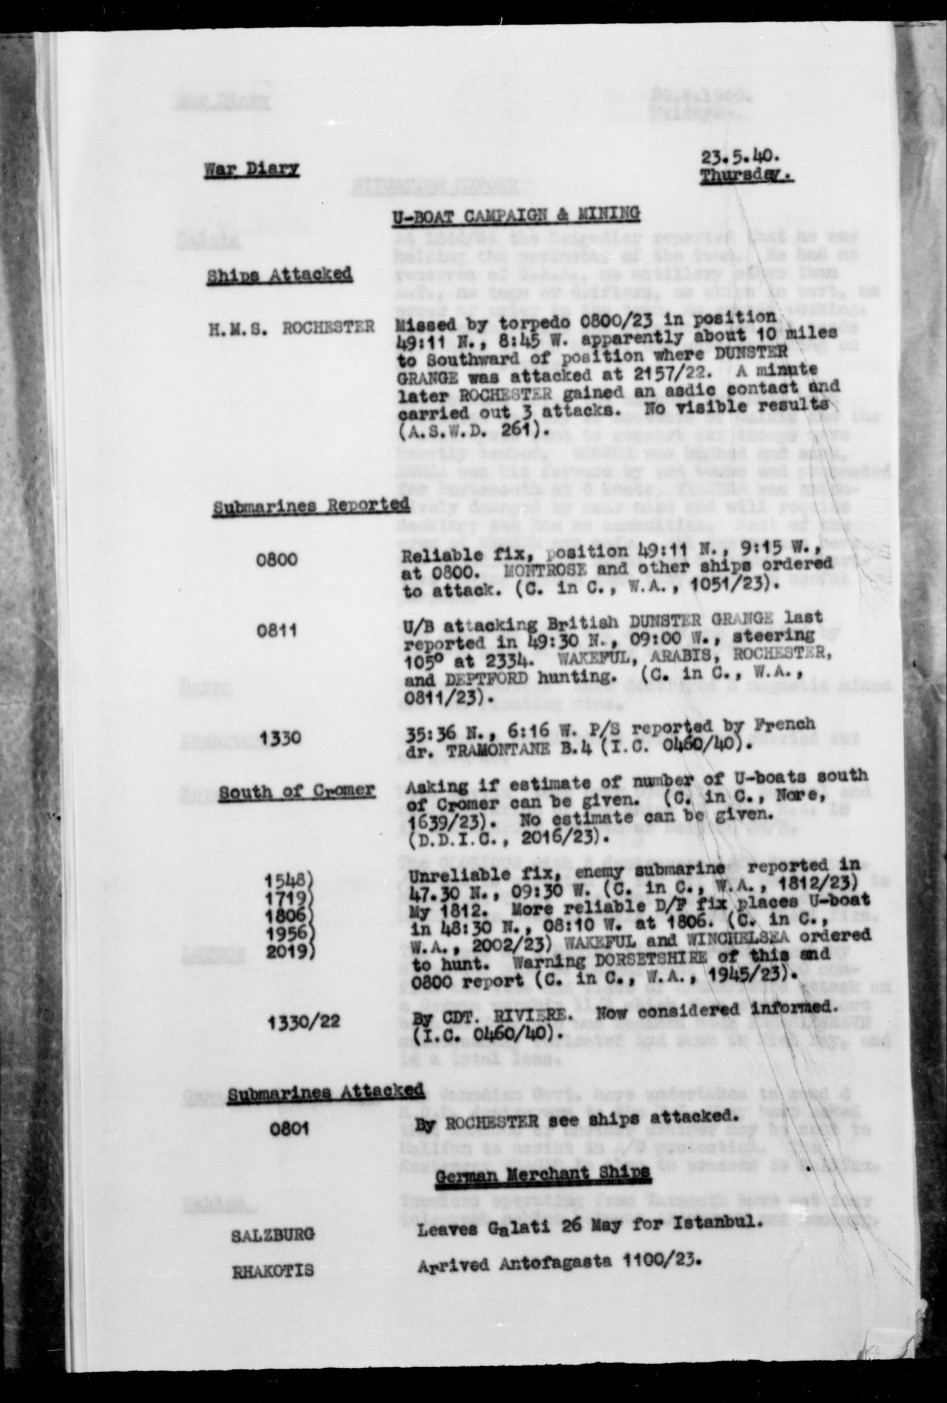 War Diary
23.5.40.
Thursday.
U-BOAT CAMPAIGN & MINING
Ships Attacked
H.M.S. ROCHESTER Missed by torpedo 0800/23 in position
49:11 N., 8:45 W. apparently about 10 miles
to Southward of position where DUNSTER
GRANGE was attacked at 2157/22. A minute
later ROCHESTER gained an asdic contact and
carried out 3 attacks. No visible results
(A.S.W.D. 261).
Submarines Reported
0800 Reliable fix, position 49:11 N., 9:15 W.,
at 0800. MONTROSE and other ships ordered
to attack. (C. in C., W.A., 1051/23).
0811 U/B attacking British DUNSTER GRANGE last
reported in 49:30 N., 09:00 W., steering
105° at 2334. WAKEFUL, ARABIS, ROCHESTER,
and DEPTFORD hunting. (C. in C., W.A.,
0811/23).
1330 35:36 N., 6:16 W. P/S reported by French
dr. TRAMONTANE B.4 (I.C. 0460/40).
South of Cromer Asking if estimate of number of U-boats south
of Cromer can be given. (C. in C., Nore,
1639/23). No estimate can be given.
(D.D.I.C., 2016/23).
1548) Unreliable fix, enemy submarine reported in
1719) 47.30 N., 09:30 W. (C. in C., W.A., 1812/23)
1806) My 1812. More reliable D/F fix places U-boat
1956) in 48:30 N., 08:10 W. at 1806. (C. in C.,
2019) W.A., 2002/23) WAKEFUL and WINCHELSEA ordered
to hunt. Warning DORSETSHIRE of this and
0800 report (C. in C., W.A., 1945/23).
1330/22 By CDT. RIVIERE. Now considered informed.
(I.C. 0460/40).
Submarines Attacked
0801 By ROCHESTER see ships attacked.
German Merchant Ships
SALZBURG Leaves Galati 26 May for Istanbul.
RHAKOTIS Arrived Antofagasta 1100/23.